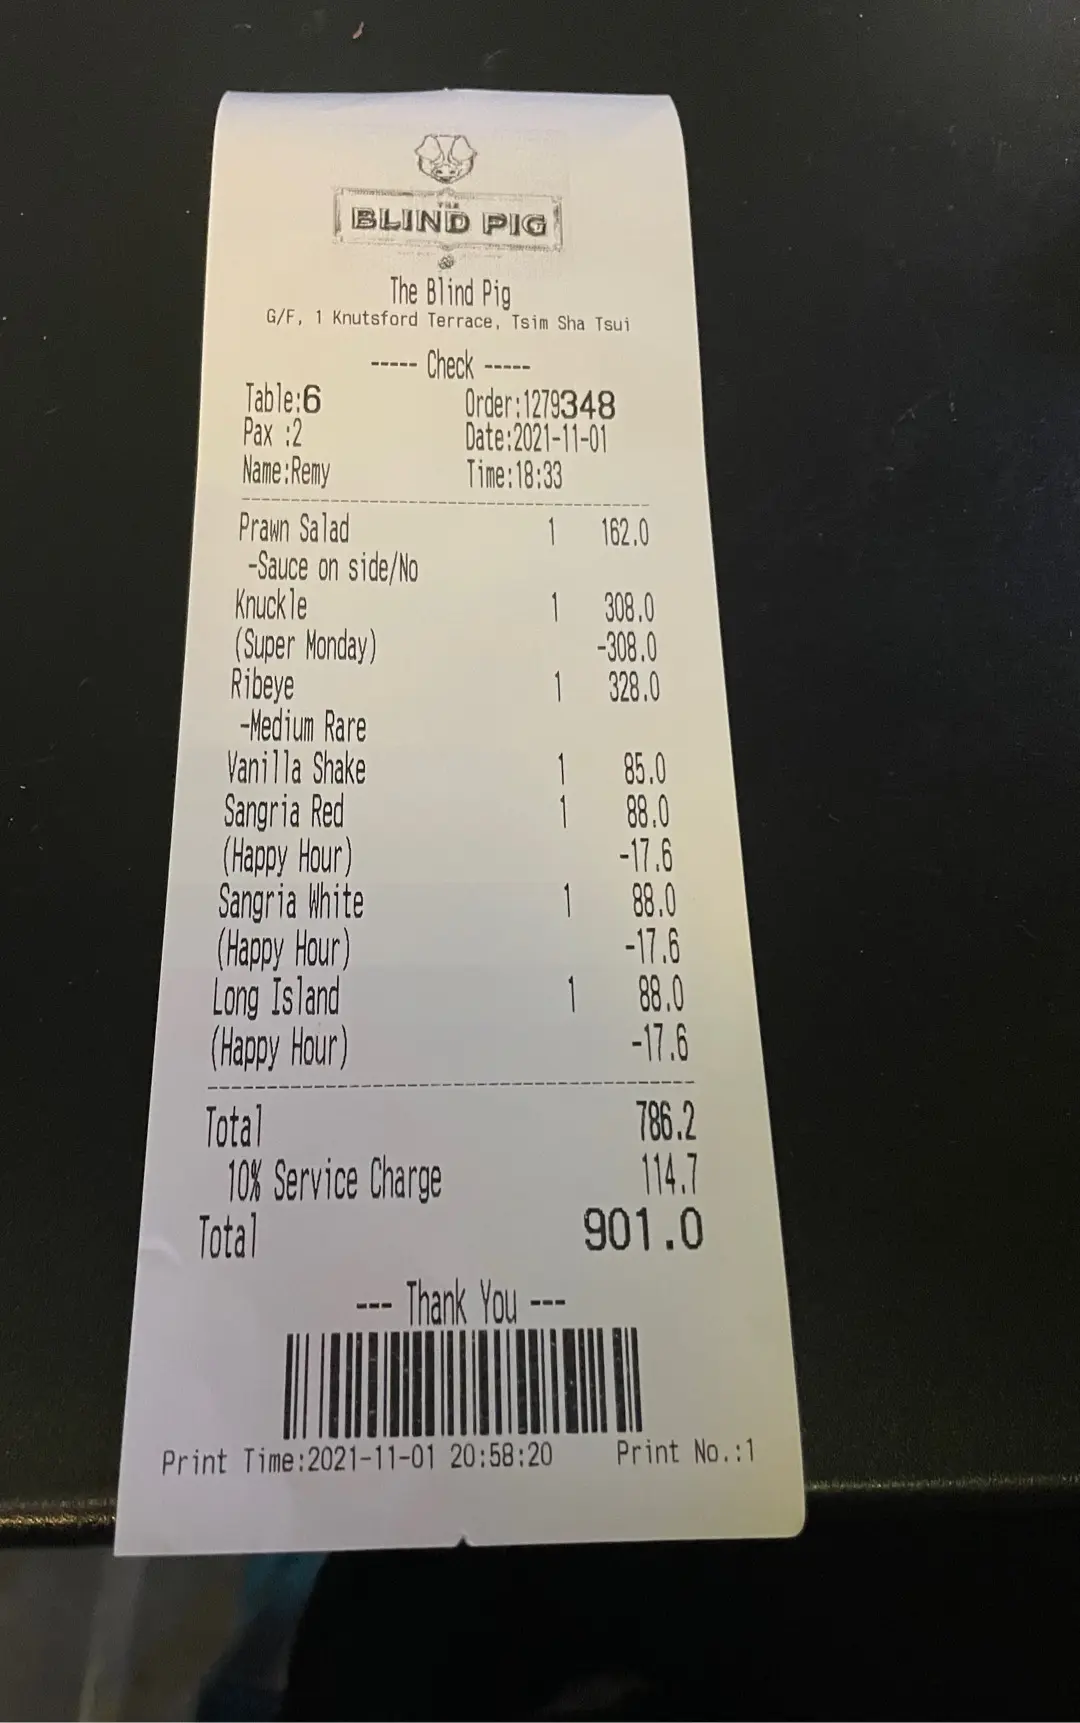 THE
BLIND PIG
The Blind Pig
G/F, 1 Knutsford Terrace, Tsim Sha Tsui
----- Check -----
Table:6 Order:1279348
Pax :2 Date:2021-11-01
Name:Remy Time:18:33
Prawn Salad 1 162.0
-Sauce on side/No
Knuckle 1 308.0
(Super Monday) -308.0
Ribeye 1 328.0
-Medium Rare
Vanilla Shake 1 85.0
Sangria Red 1 88.0
(Happy Hour) -17.6
Sangria White 1 88.0
(Happy Hour) -17.6
Long Island 1 88.0
(Happy Hour) -17.6
Total 786.2
10% Service Charge 114.7
Total 901.0
--- Thank You ---
Print Time:2021-11-01 20:58:20 Print No.:1